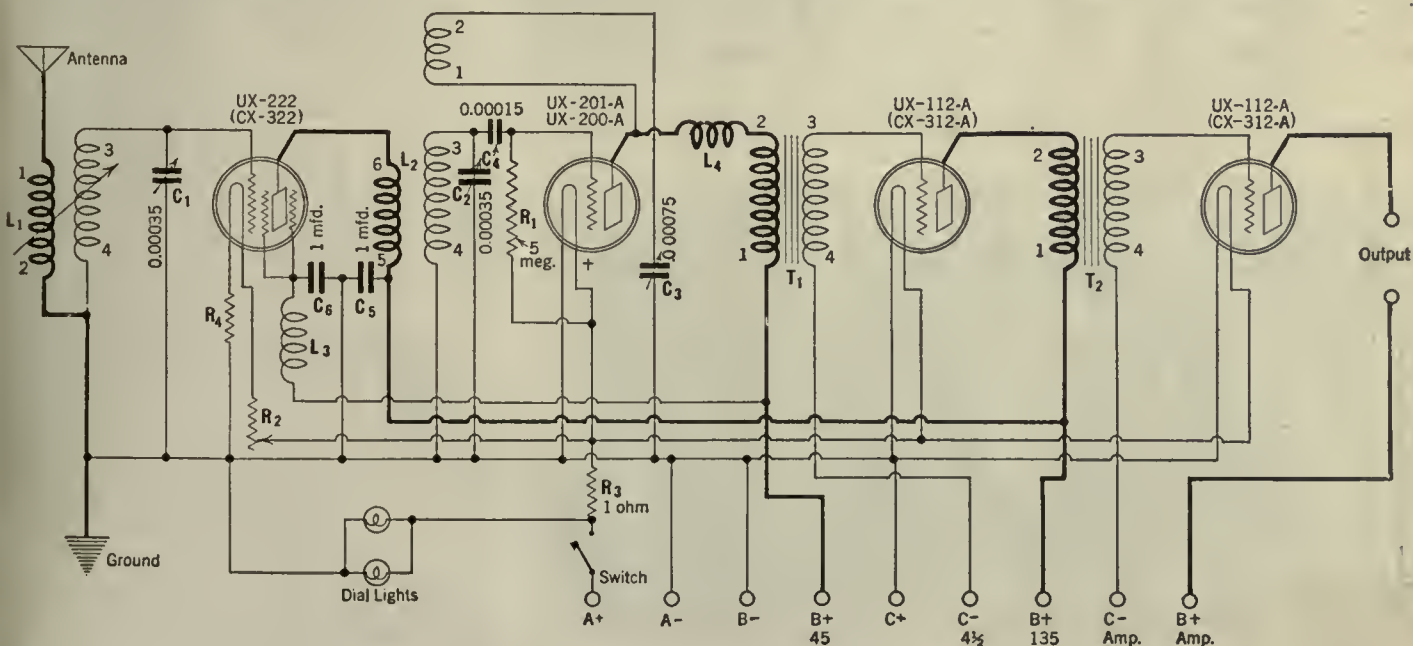 2
1
Antenna
UX-222
(CX-322)
0.00015
UX-201-A
UX-200-A
UX-112-A
(CX-312-A)
UX-112-A
(CX-312-A)
3
1
L1
2
4
C1
0.00035
6
L2
5
3
C4
C2
0.00035
4
R1
5
meg.
+
.00075
C3
L4
2
1
3
4
T1
2
1
3
4
T2
Output
1 mfd.
1 mfd.
C6
C5
R4
L3
R2
R3
1 ohm
Ground
Dial Lights
Switch
A+
A-
B-
B+
45
C+
C-
4½
B+
135
C-
Amp.
B+
Amp.